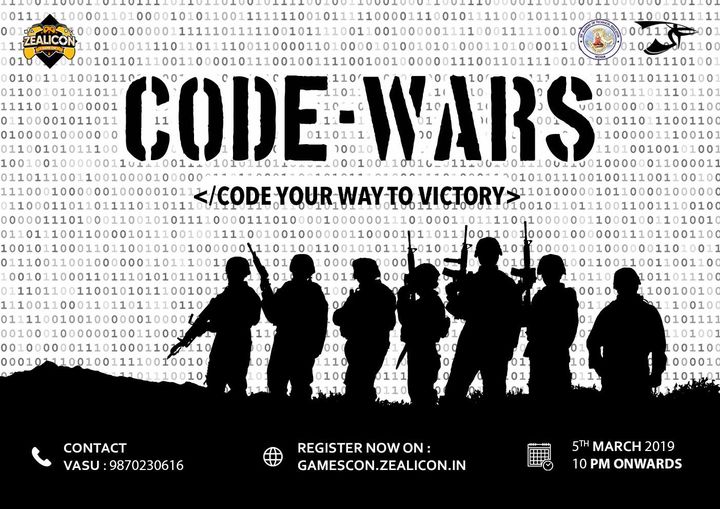 ZEALICON
CODE-WARS
</CODE YOUR WAY TO VICTORY>
CONTACT
VASU : 9870230616
REGISTER NOW ON :
GAMESCON.ZEALICON.IN
5TH MARCH 2019
10 PM ONWARDS